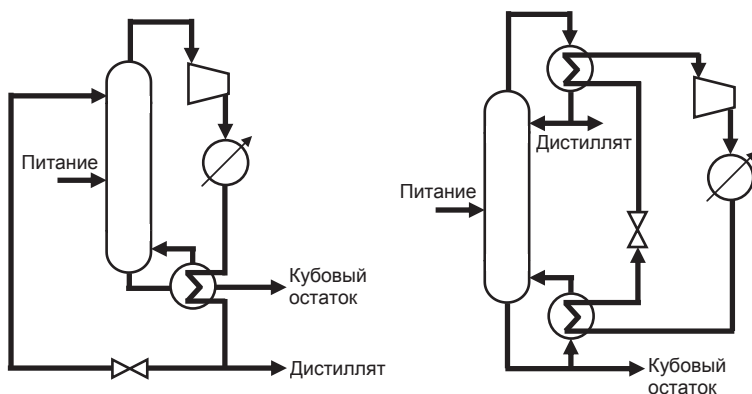 Питание
Кубовый
остаток
Дистиллят
Дистиллят
Питание
Кубовый
остаток